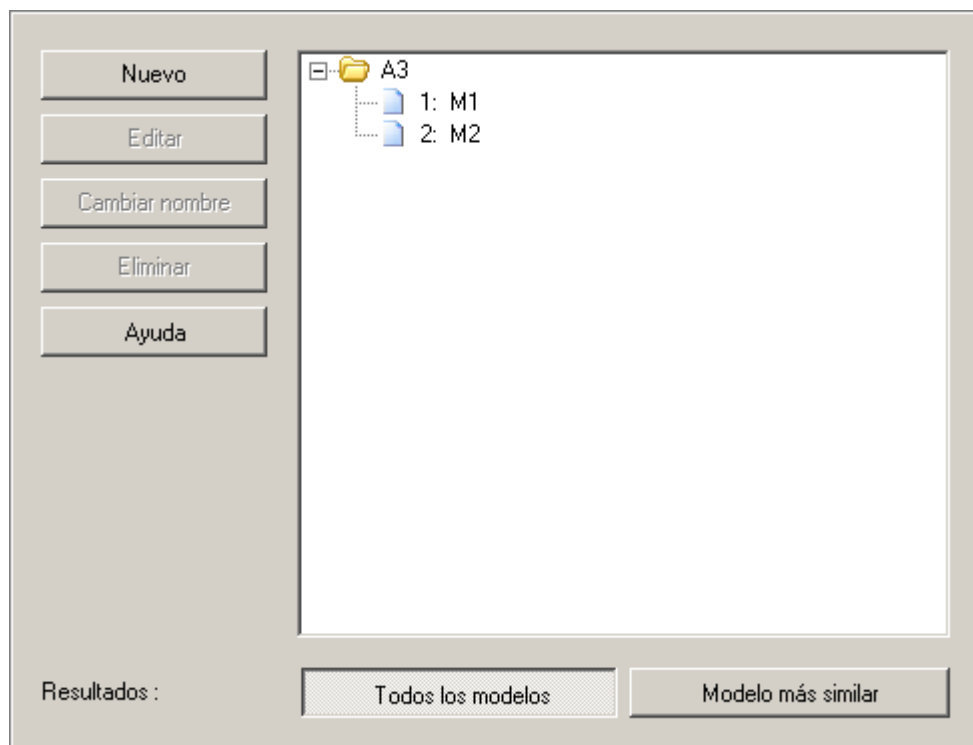 Nuevo
Editar
Cambiar nombre
Eliminar
Ayuda
A3
1: M1
2: M2
Resultados :
Todos los modelos
Modelo más similar